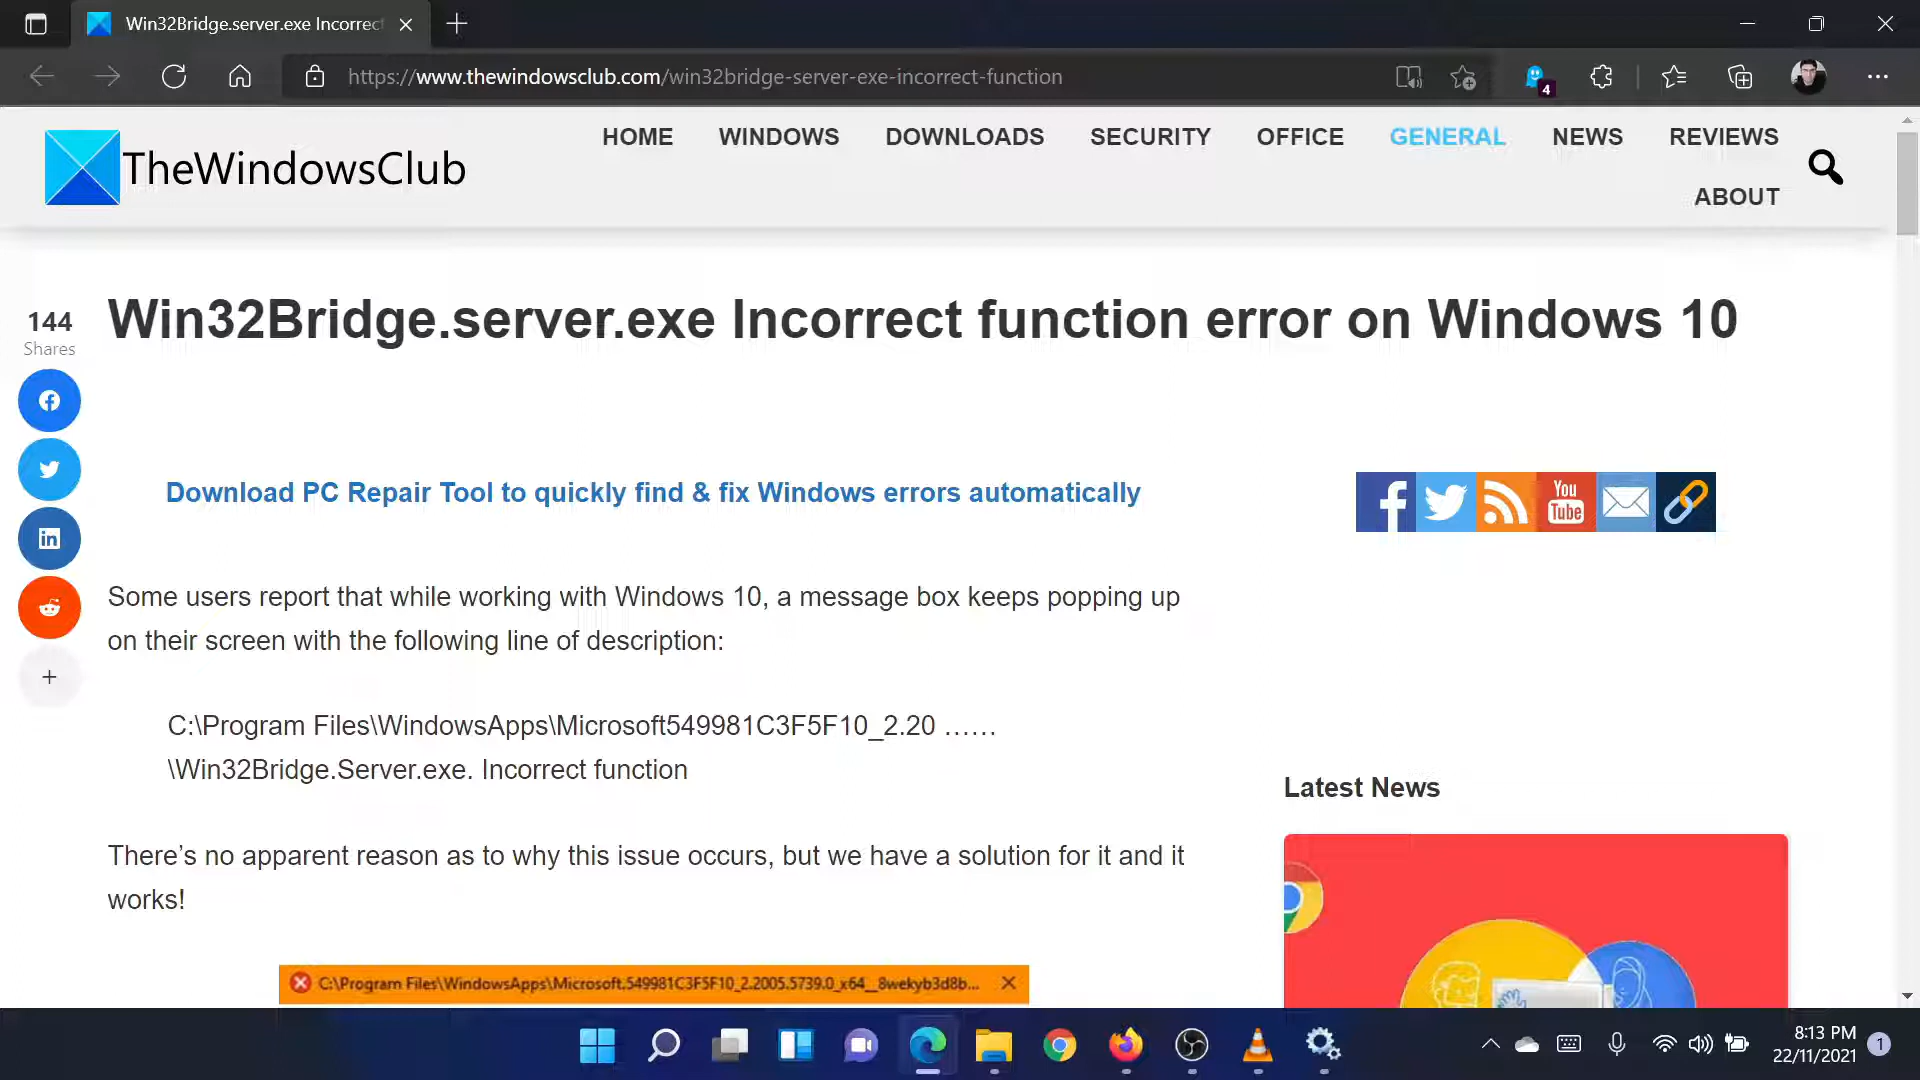 Win32Bridge.server.exe Incorrect
https://www.thewindowsclub.com/win32bridge-server-exe-incorrect-function
4
TheWindowsClub
HOME WINDOWS DOWNLOADS SECURITY OFFICE GENERAL NEWS REVIEWS
ABOUT
144
Shares
Win32Bridge.server.exe Incorrect function error on Windows 10
Download PC Repair Tool to quickly find & fix Windows errors automatically
You
Tube
Some users report that while working with Windows 10, a message box keeps popping up
on their screen with the following line of description:
C:\Program Files\WindowsApps\Microsoft549981C3F5F10_2.20 ……
\Win32Bridge.Server.exe. Incorrect function
Latest News
There’s no apparent reason as to why this issue occurs, but we have a solution for it and it
works!
C:\Program Files\WindowsApps\Microsoft.549981C3F5F10_2.2005.5739.0_x64__8wekyb3d8b...
8:13 PM
22/11/2021
1